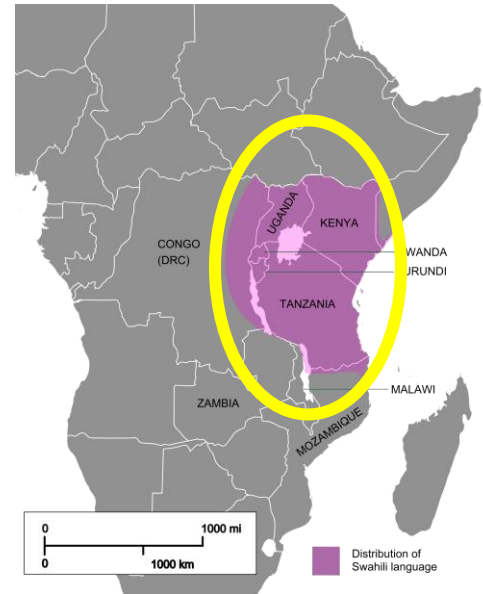 UGANDA
KENYA
CONGO
(DRC)
WANDA
URUNDI
TANZANIA
MALAWI
ZAMBIA
MOZAMBIQUE
0 1000 mi
0 1000 km
Distribution of
Swahili language